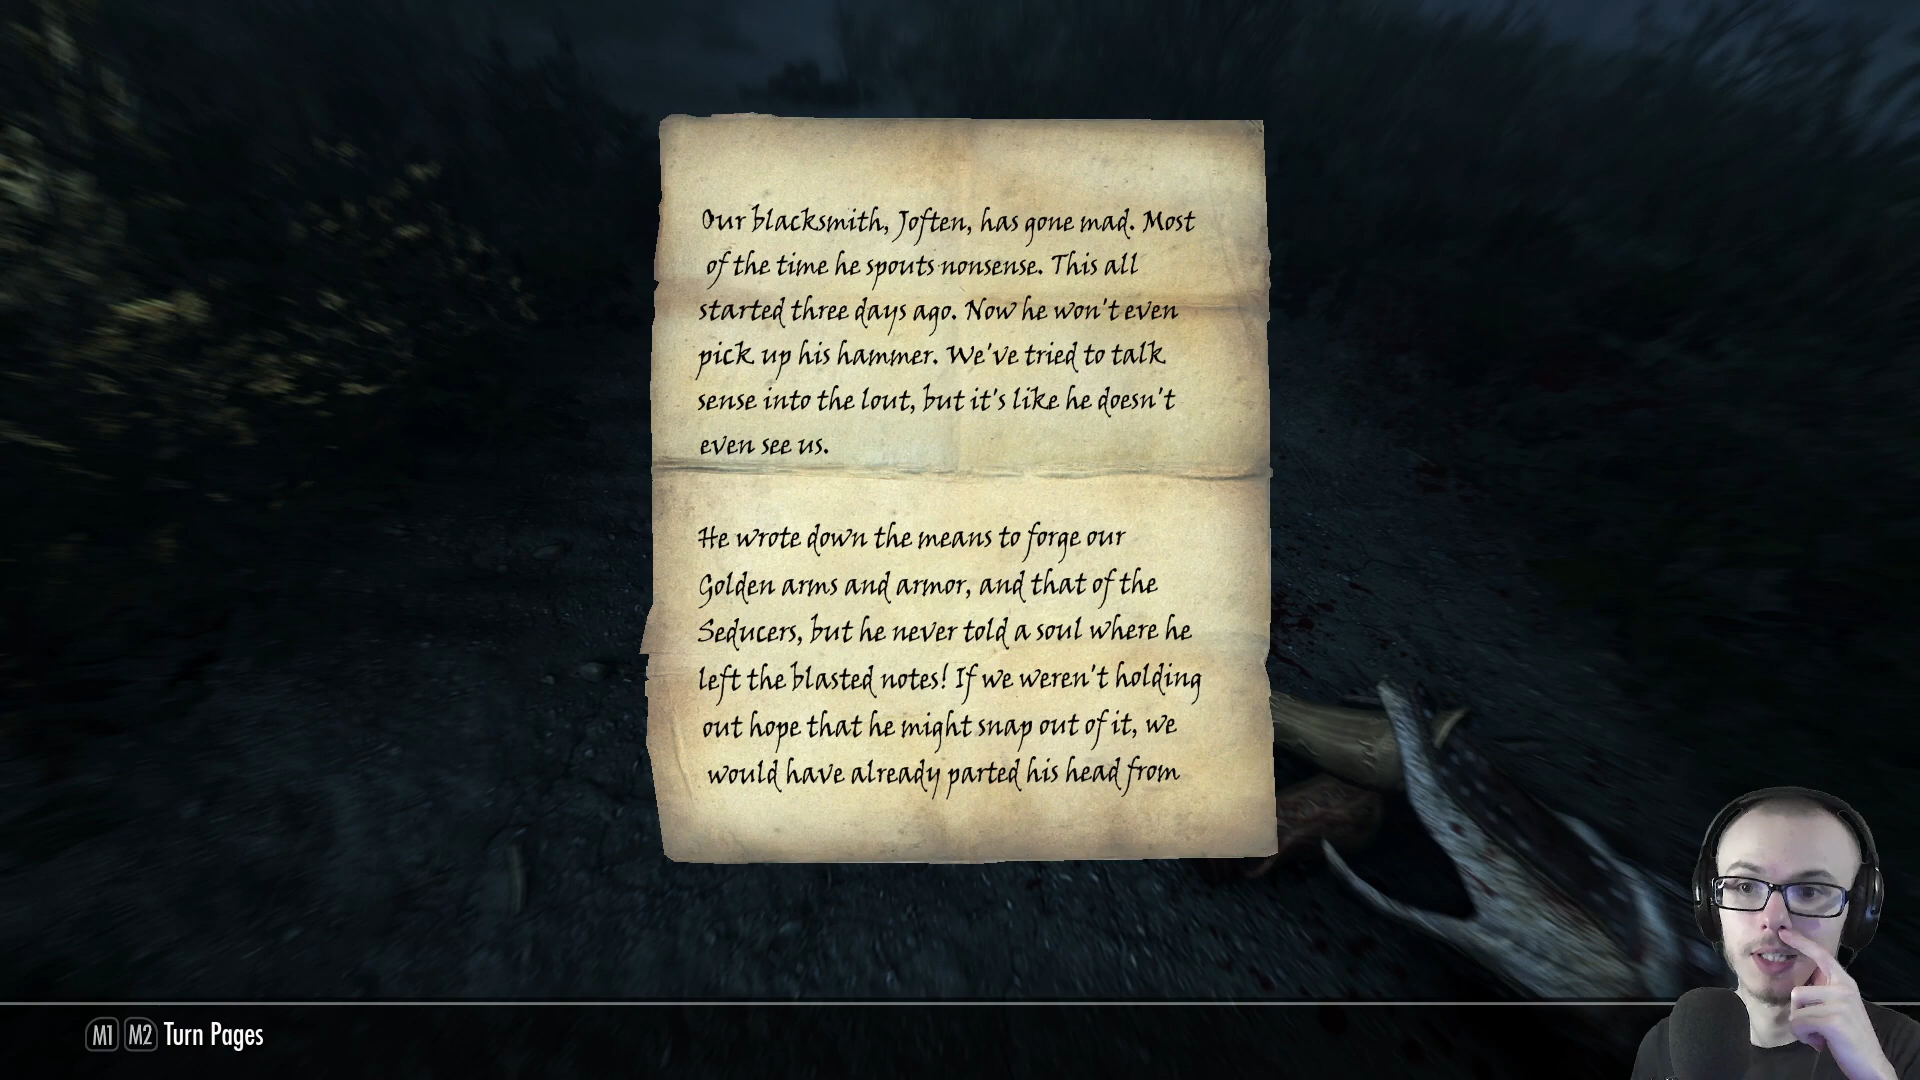 Our blacksmith, Joften, has gone mad. Most
of the time he spouts nonsense. This all
started three days ago. Now he won't even
pick up his hammer. We've tried to talk
sense into the lout, but it's like he doesn't
even see us.
He wrote down the means to forge our
Golden arms and armor, and that of the
Seducers, but he never told a soul where he
left the blasted notes! If we weren't holding
out hope that he might snap out of it, we
would have already parted his head from
M1 M2 Turn Pages